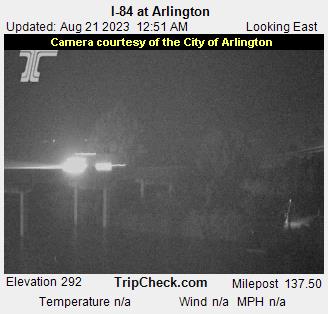 I-84 at Arlington
Updated: Aug 21 2023 12:51 AM Looking East
Camera courtesy of the City of Arlington
Elevation 292 TripCheck.com Milepost 137.50
Temperature n/a Wind n/a MPH n/a